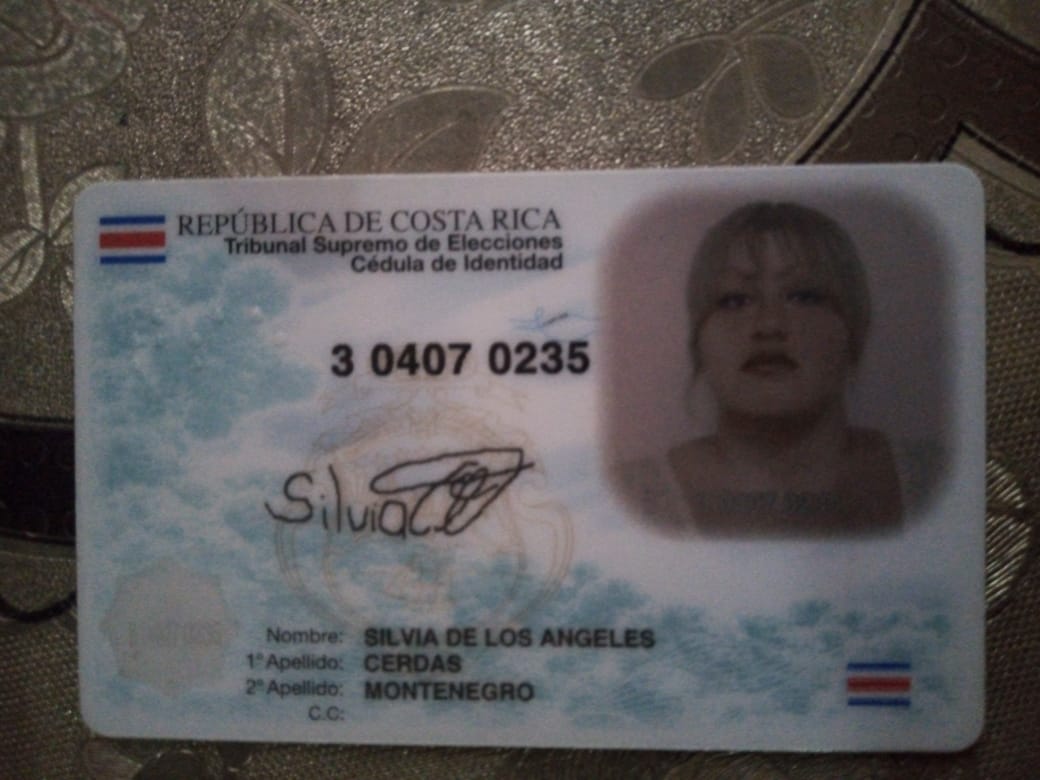 REPÚBLICA DE COSTA RICA
Tribunal Supremo de Elecciones
Cédula de Identidad
3 0407 0235
Silvia
Nombre: SILVIA DE LOS ANGELES
1° Apellido: CERDAS
2° Apellido: MONTENEGRO
C.C: